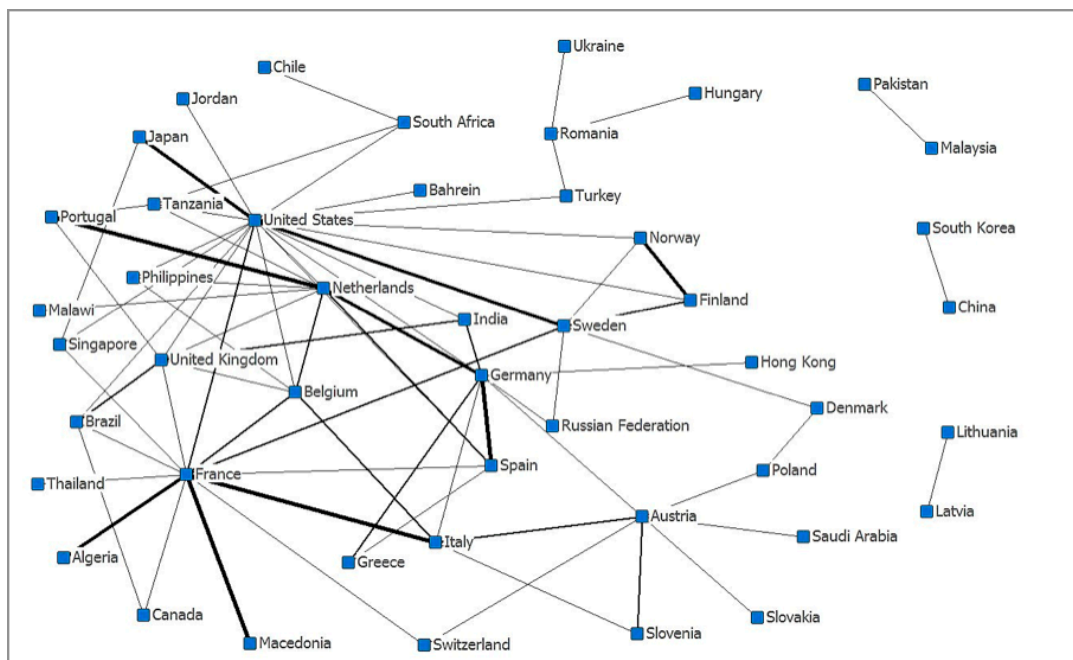 Ukraine
Chile
Pakistan
Hungary
Jordan
South Africa
Romania
Japan
Malaysia
Bahrein
Turkey
Tanzania
Portugal
United States
South Korea
Norway
Philippines
Netherlands
Finland
China
Malawi
India
Sweden
Singapore
United Kingdom
Hong Kong
Germany
Belgium
Denmark
Brazil
Russian Federation
Lithuania
Spain
Poland
France
Thailand
Latvia
Austria
Saudi Arabia
Italy
Algeria
Greece
Canada
Slovakia
Slovenia
Macedonia
Switzerland